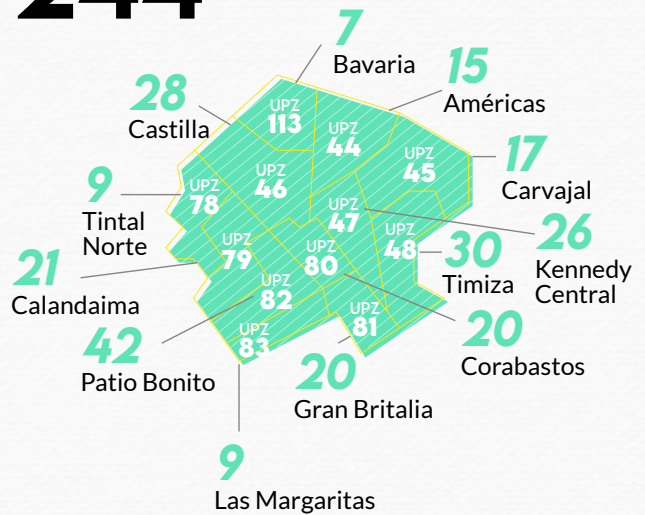 244
7
Bavaria
15
Américas
28
Castilla
17
Carvajal
9
Tintal
Norte
26
Kennedy
Central
30
Timiza
21
Calandaima
20
Corabastos
42
Patio Bonito
20
Gran Britalia
9
Las Margaritas
UPZ
113
UPZ
44
UPZ
45
UPZ
46
UPZ
78
UPZ
47
UPZ
48
UPZ
79
UPZ
80
UPZ
82
UPZ
81
UPZ
83